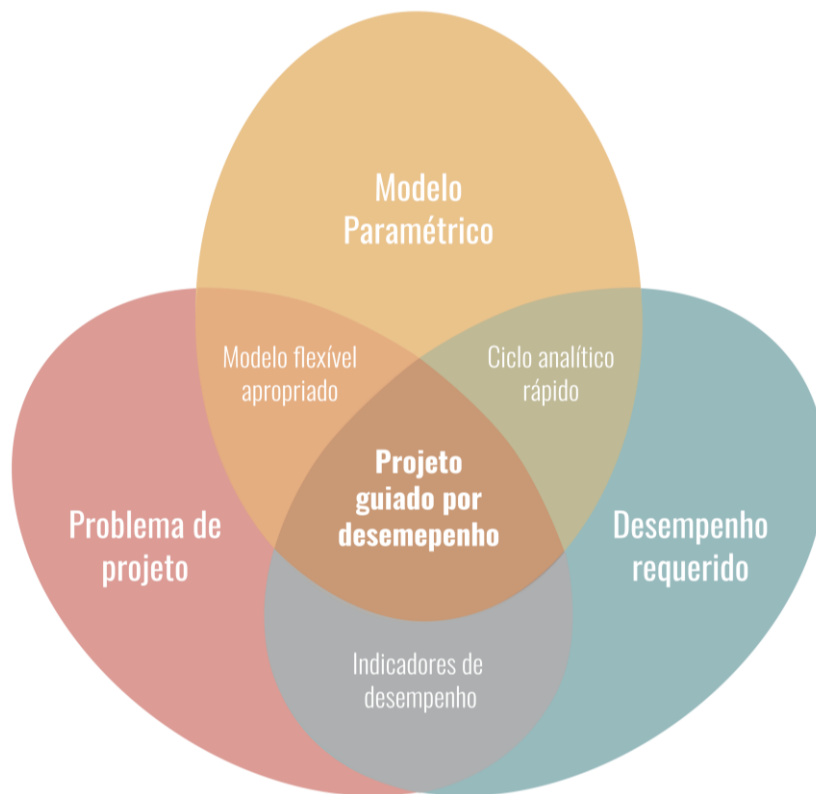 Modelo
Paramétrico
Modelo flexível
apropriado
Ciclo analítico
rápido
Projeto
guiado por
desemepenho
Problema de
projeto
Desempenho
requerido
Indicadores de
desempenho